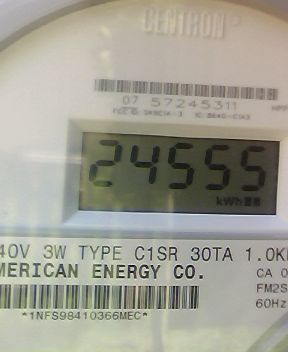 CENTRON
07 57245311
24555
kWh
40V 3W TYPE C1SR 30TA 1.0K
MERICAN ENERGY CO.
CA 0
FM2S
60Hz
*1NFS98410366MEC*